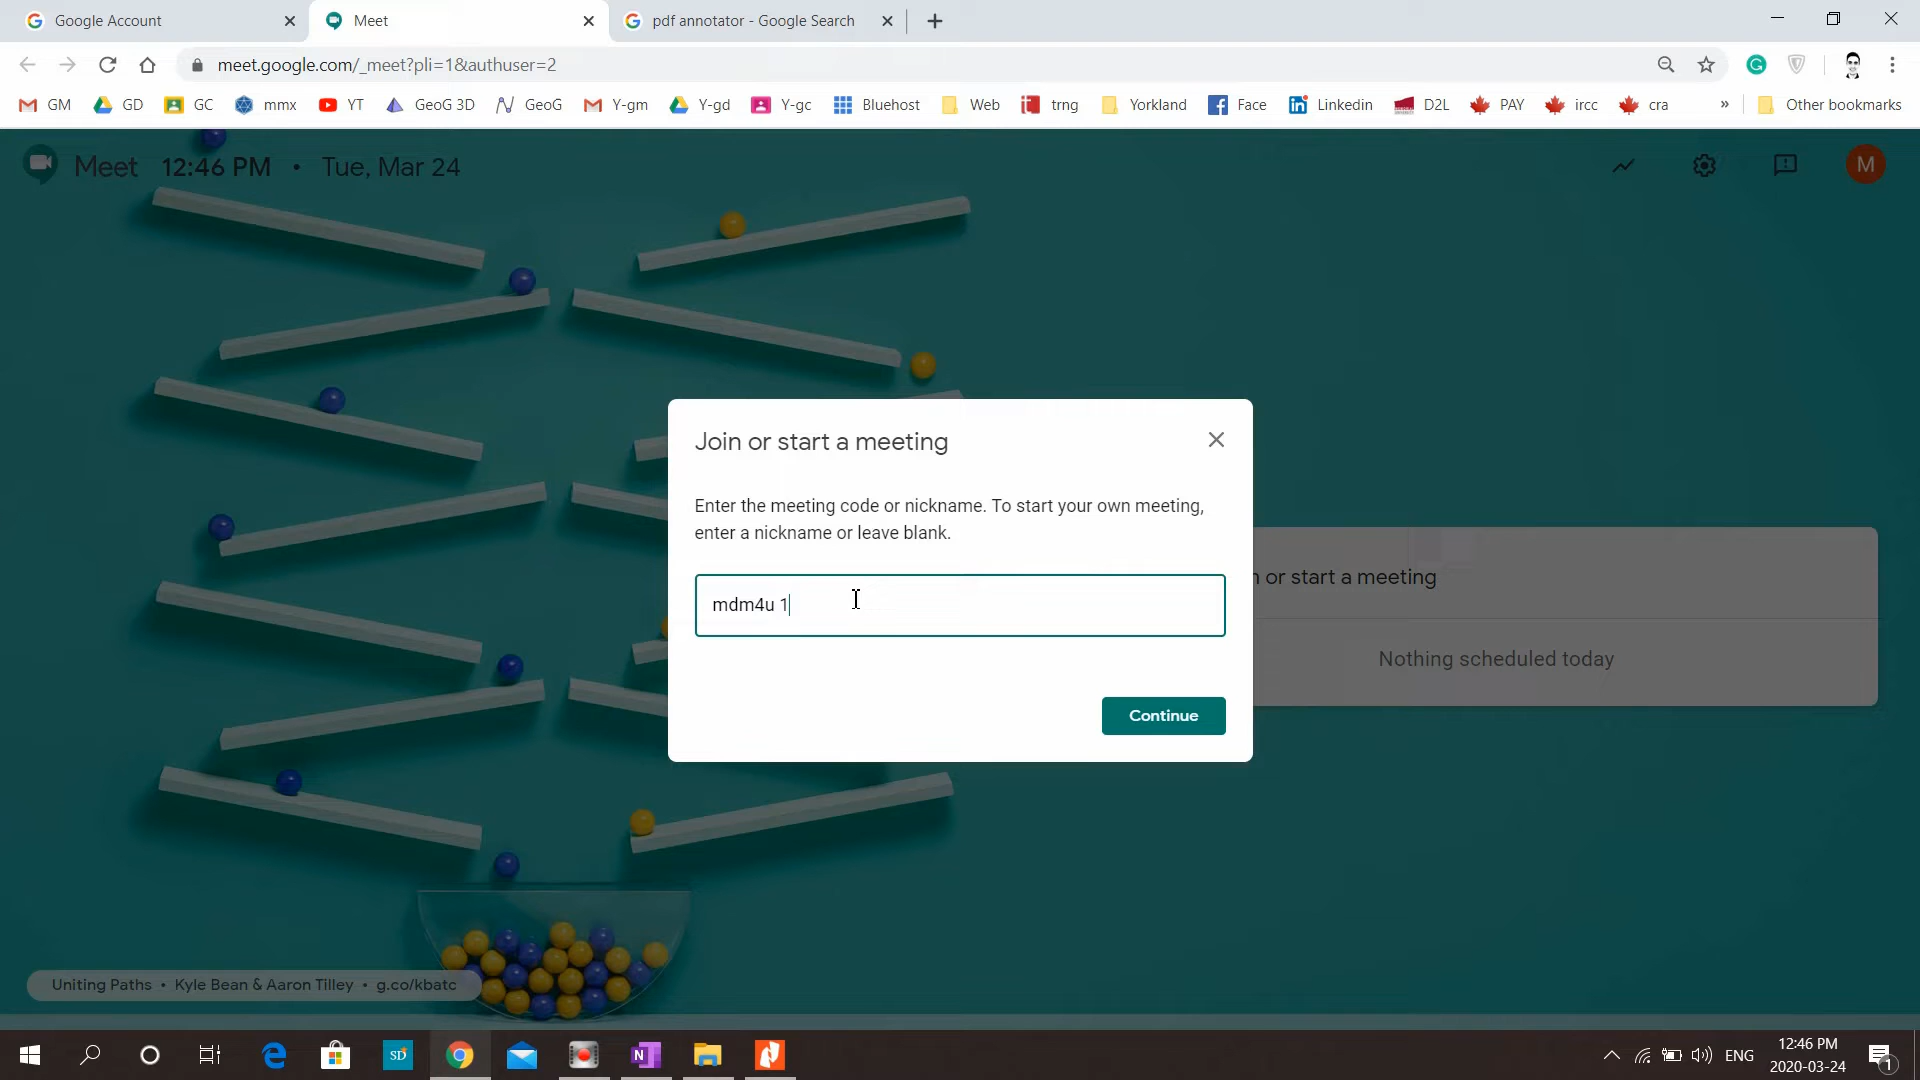 Google Account
Meet
pdf annotator - Google Search
meet.google.com/_meet?pli=1&authuser=2
GM GD GC mmx YT GeoG 3D GeoG Y-gm Y-gd Y-gc Bluehost Web trng Yorkland Face Linkedin D2L PAY ircc cra » Other bookmarks
Meet 12:46 PM • Tue, Mar 24
M
Join or start a meeting
Enter the meeting code or nickname. To start your own meeting,
enter a nickname or leave blank.
mdm4u 1
Continue
n or start a meeting
Nothing scheduled today
Uniting Paths • Kyle Bean & Aaron Tilley • g.co/kbatc
SD
N
ENG
12:46 PM
2020-03-24
1